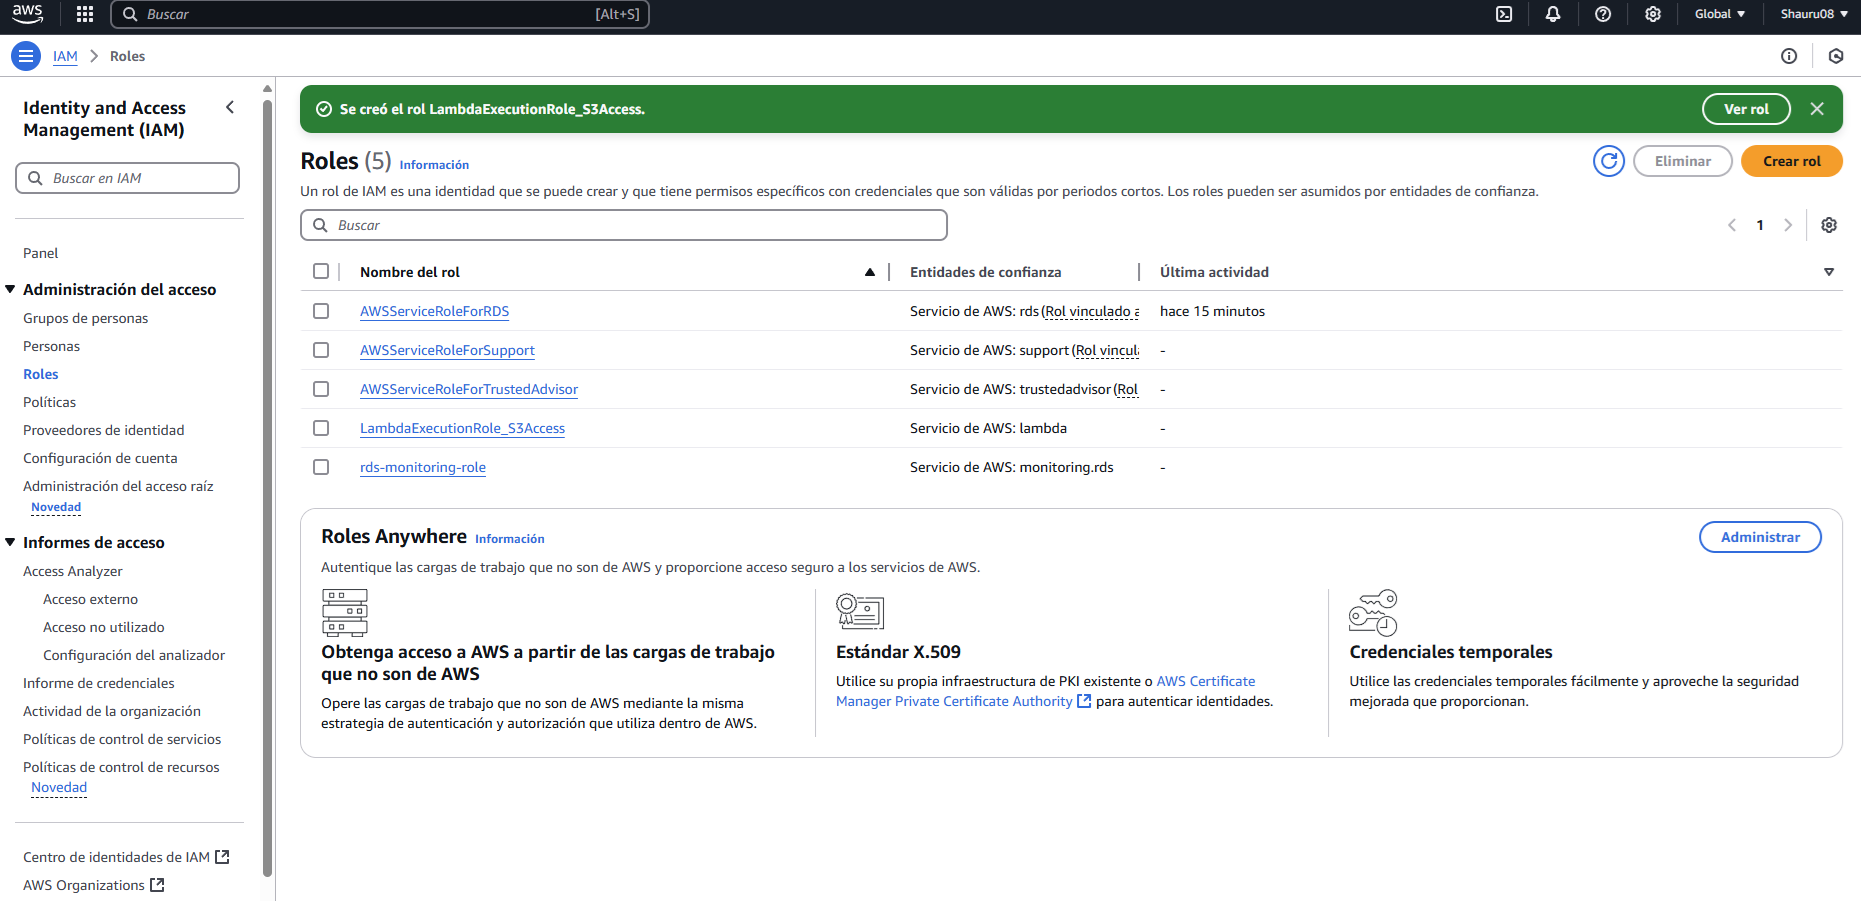 aws
Buscar
[Alt+S]
Global
Shauru08
IAM
Roles
Identity and Access
Management (IAM)
Buscar en IAM
Panel
Administración del acceso
Grupos de personas
Personas
Roles
Políticas
Proveedores de identidad
Configuración de cuenta
Administración del acceso raíz
Novedad
Informes de acceso
Access Analyzer
Acceso externo
Acceso no utilizado
Configuración del analizador
Informe de credenciales
Actividad de la organización
Políticas de control de servicios
Políticas de control de recursos
Novedad
Centro de identidades de IAM
AWS Organizations
Se creó el rol LambdaExecutionRole_S3Access.
Ver rol
Roles (5) Información
Eliminar
Crear rol
Un rol de IAM es una identidad que se puede crear y que tiene permisos específicos con credenciales que son válidas por periodos cortos. Los roles pueden ser asumidos por entidades de confianza.
Buscar
1
Nombre del rol Entidades de confianza Última actividad
AWSServiceRoleForRDS Servicio de AWS: rds (Rol vinculado a hace 15 minutos
AWSServiceRoleForSupport Servicio de AWS: support (Rol vincul -
AWSServiceRoleForTrustedAdvisor Servicio de AWS: trustedadvisor (Rol -
LambdaExecutionRole_S3Access Servicio de AWS: lambda -
rds-monitoring-role Servicio de AWS: monitoring.rds -
Roles Anywhere Información
Administrar
Autentique las cargas de trabajo que no son de AWS y proporcione acceso seguro a los servicios de AWS.
Obtenga acceso a AWS a partir de las cargas de trabajo
que no son de AWS
Opere las cargas de trabajo que no son de AWS mediante la misma
estrategia de autenticación y autorización que utiliza dentro de AWS.
Estándar X.509
Utilice su propia infraestructura de PKI existente o AWS Certificate
Manager Private Certificate Authority para autenticar identidades.
Credenciales temporales
Utilice las credenciales temporales fácilmente y aproveche la seguridad
mejorada que proporcionan.